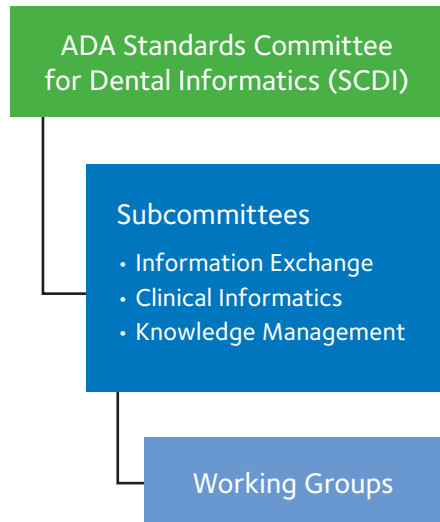 ADA Standards Committee
for Dental Informatics (SCDI)
Subcommittees
• Information Exchange
• Clinical Informatics
• Knowledge Management
Working Groups